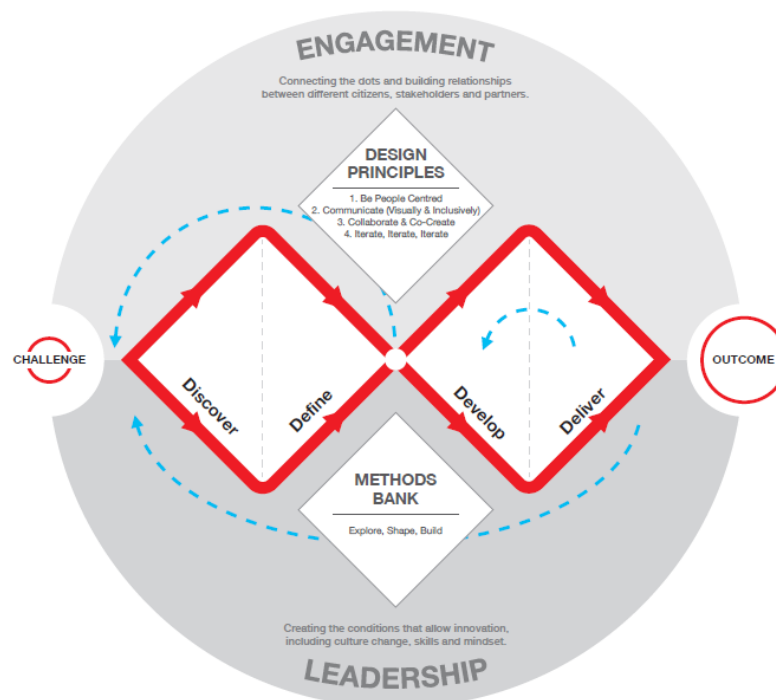 ENGAGEMENT
Connecting the dots and building relationships
between different citizens, stakeholders and partners.
DESIGN
PRINCIPLES
1. Be People Centred
2. Communicate (Visually & Inclusively)
3. Collaborate & Co-Create
4. Iterate, Iterate, Iterate
CHALLENGE
OUTCOME
Discover
Define
Develop
Deliver
METHODS
BANK
Explore, Shape, Build
Creating the conditions that allow innovation,
including culture change, skills and mindset.
LEADERSHIP